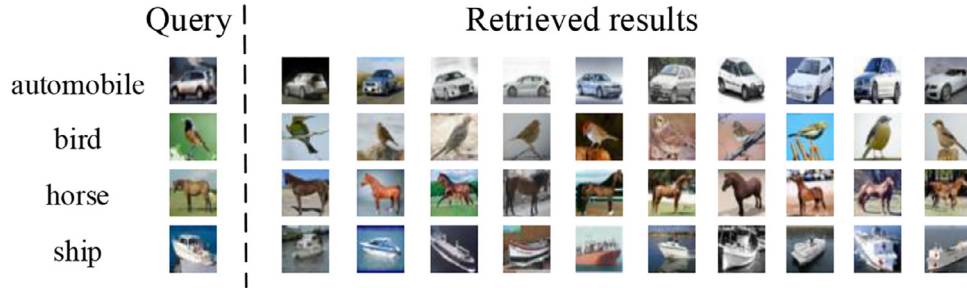 Query
Retrieved results
automobile
bird
horse
ship